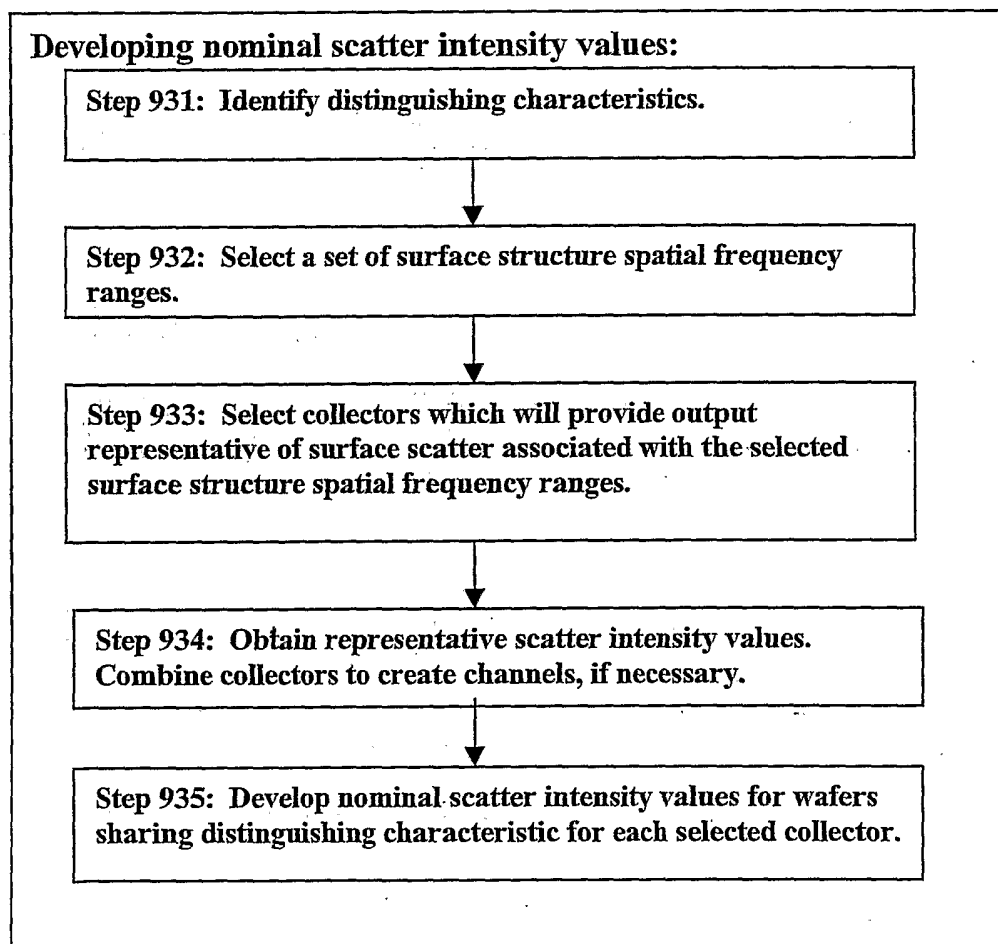 Developing nominal scatter intensity values:
Step 931: Identify distinguishing characteristics.
Step 932: Select a set of surface structure spatial frequency
ranges.
Step 933: Select collectors which will provide output
representative of surface scatter associated with the selected
surface structure spatial frequency ranges.
Step 934: Obtain representative scatter intensity values.
Combine collectors to create channels, if necessary.
Step 935: Develop nominal scatter intensity values for wafers
sharing distinguishing characteristic for each selected collector.